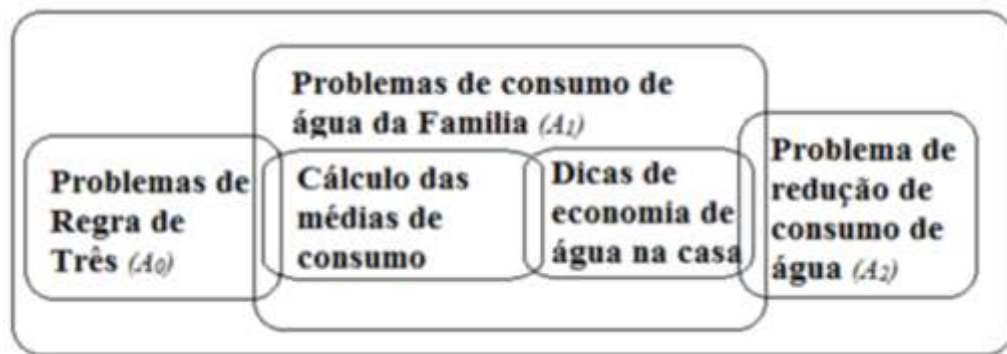 Problemas de consumo de
água da Familia (A1)
Problemas de
Regra de
Três (A0)
Cálculo das
médias de
consumo
Dicas de
economia de
água na casa
Problema de
redução de
consumo de
água (A2)